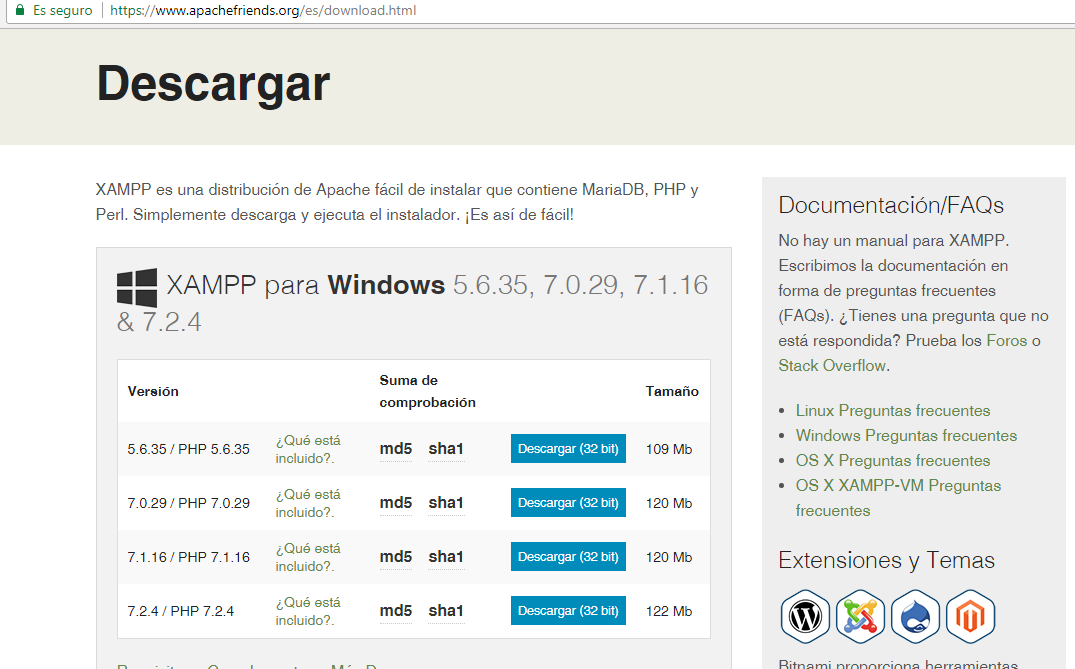 Es seguro https://www.apachefriends.org/es/download.html
Descargar
XAMPP es una distribución de Apache fácil de instalar que contiene MariaDB, PHP y
Perl. Simplemente descarga y ejecuta el instalador. ¡Es así de fácil!
XAMPP para Windows 5.6.35, 7.0.29, 7.1.16
& 7.2.4
Versión Suma de comprobación Tamaño
5.6.35 / PHP 5.6.35 ¿Qué está incluido?. md5 sha1 Descargar (32 bit) 109 Mb
7.0.29 / PHP 7.0.29 ¿Qué está incluido?. md5 sha1 Descargar (32 bit) 120 Mb
7.1.16 / PHP 7.1.16 ¿Qué está incluido?. md5 sha1 Descargar (32 bit) 120 Mb
7.2.4 / PHP 7.2.4 ¿Qué está incluido?. md5 sha1 Descargar (32 bit) 122 Mb
Documentación/FAQs
No hay un manual para XAMPP.
Escribimos la documentación en
forma de preguntas frecuentes
(FAQs). ¿Tienes una pregunta que no
está respondida? Prueba los Foros o
Stack Overflow.
Linux Preguntas frecuentes
Windows Preguntas frecuentes
OS X Preguntas frecuentes
OS X XAMPP-VM Preguntas
frecuentes
Extensiones y Temas
Bitnami proporciona herramientas